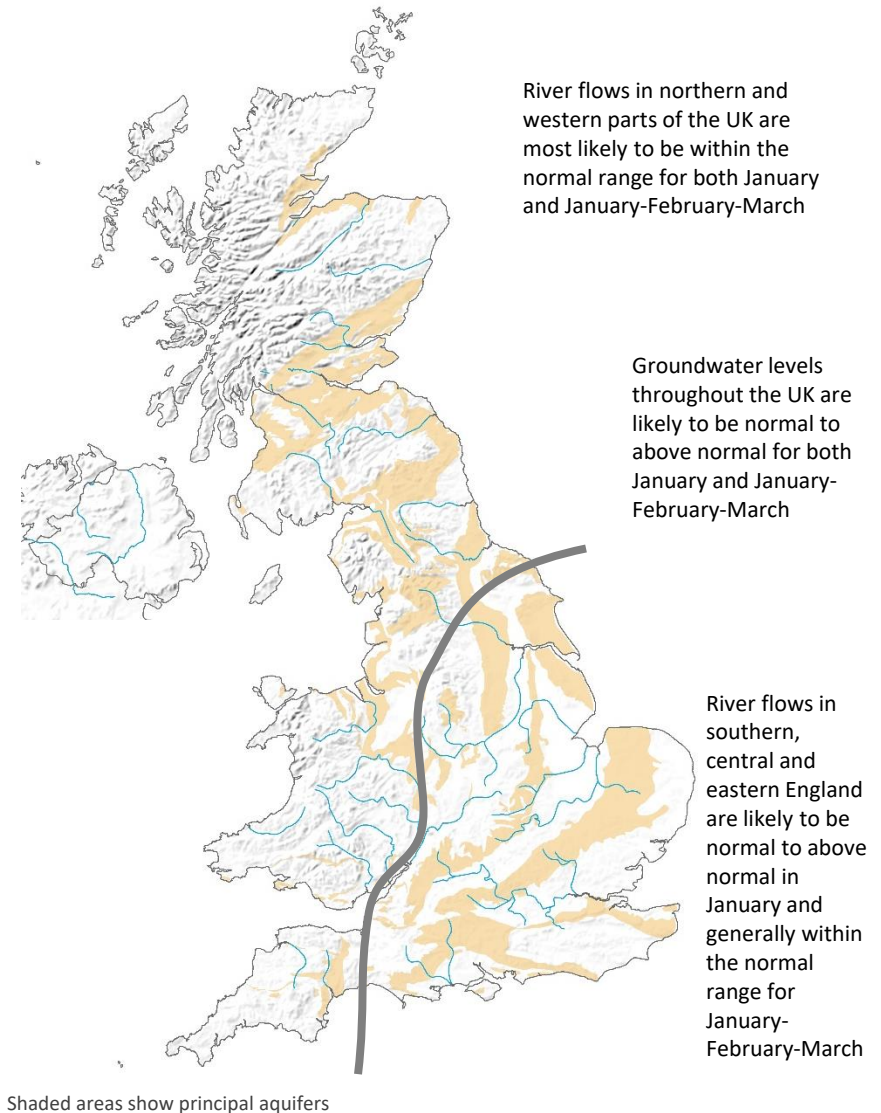 River flows in northern and
western parts of the UK are
most likely to be within the
normal range for both January
and January-February-March
Groundwater levels
throughout the UK are
likely to be normal to
above normal for both
January and January-
February-March
River flows in
southern,
central and
eastern England
are likely to be
normal to above
normal in
January and
generally within
the normal
range for
January-
February-March
Shaded areas show principal aquifers